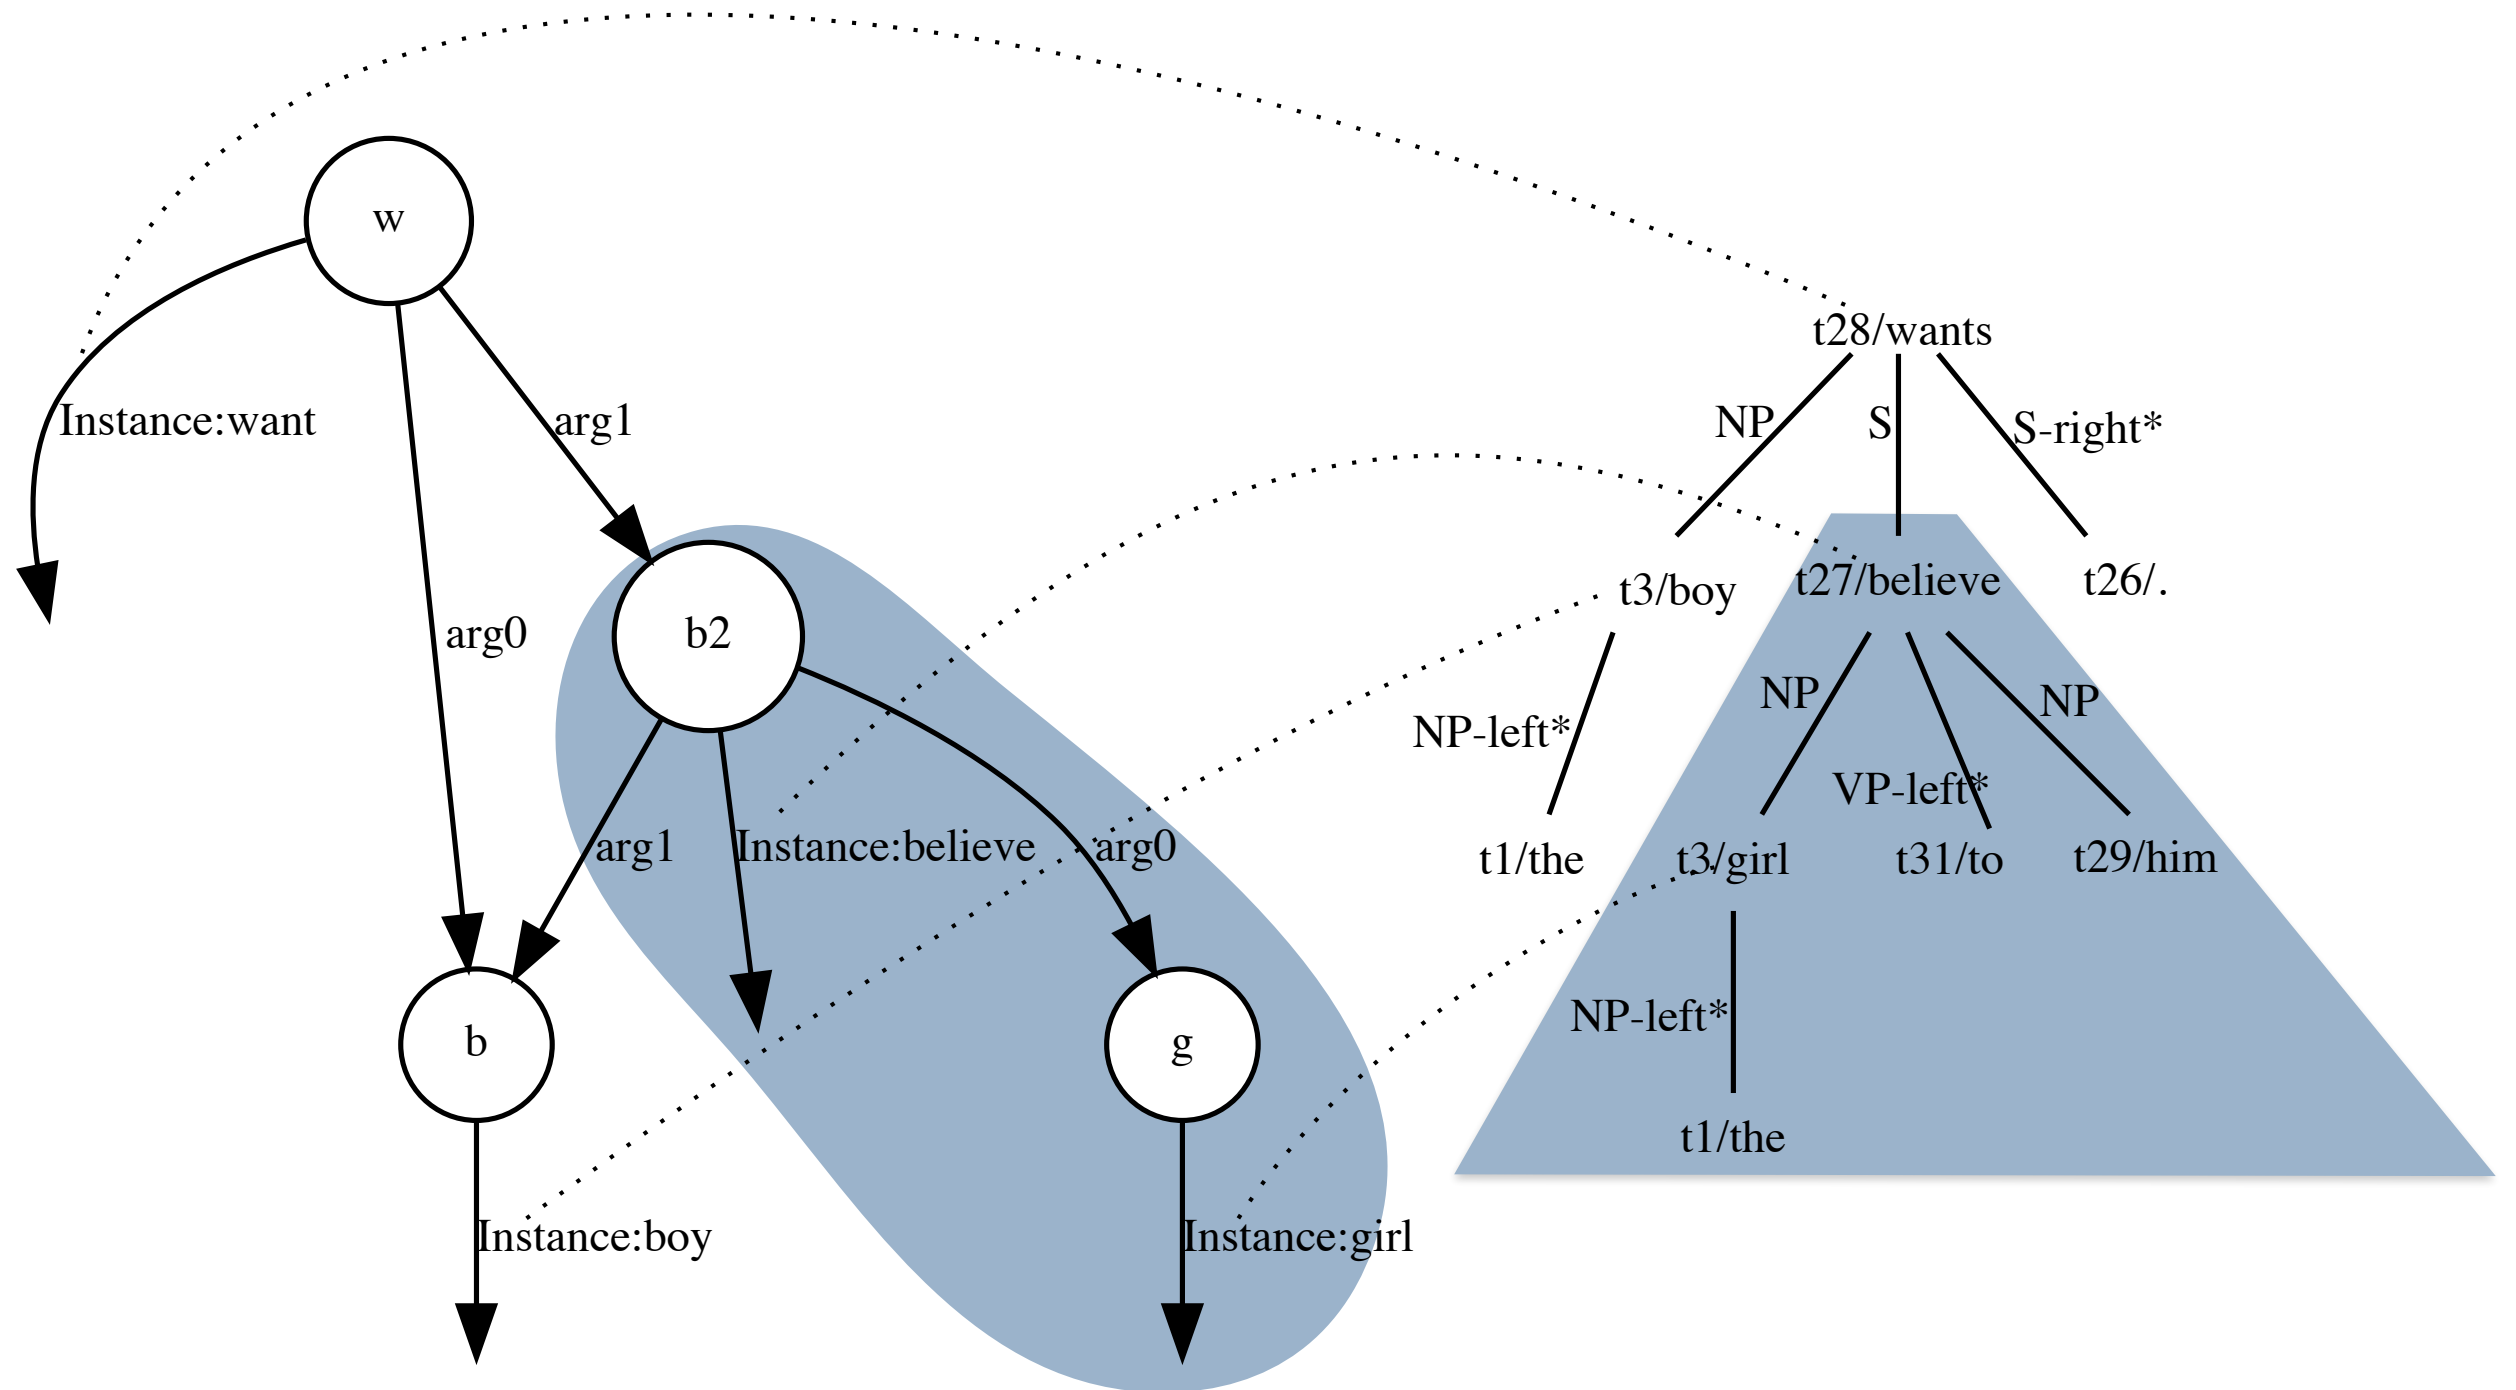 w
t28/wants
Instance:want
arg1
NP
S
S-right*
b2
arg0
t3/boy
t27/believe
t26/.
NP-left*
NP
NP
VP-left*
arg1
Instance:believe
arg0
t1/the
t3/girl
t31/to
t29/him
b
g
NP-left*
t1/the
Instance:boy
Instance:girl